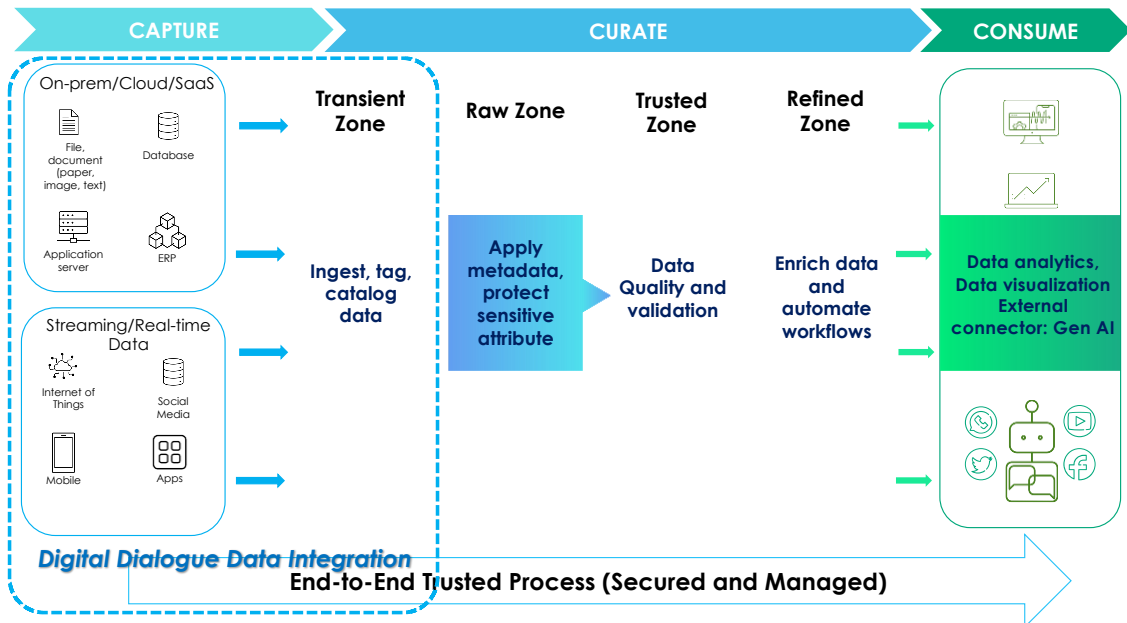 CAPTURE
CURATE
CONSUME
On-prem/Cloud/SaaS
File,
document
(paper,
image, text)
Database
Application
server
ERP
Streaming/Real-time
Data
Internet of
Things
Social
Media
Mobile
Apps
Transient
Zone
Ingest, tag,
catalog
data
Raw Zone
Apply
metadata,
protect
sensitive
attribute
Trusted
Zone
Data
Quality and
validation
Refined
Zone
Enrich data
and
automate
workflows
Data analytics,
Data visualization
External
connector: Gen AI
Digital Dialogue Data Integration
End-to-End Trusted Process (Secured and Managed)